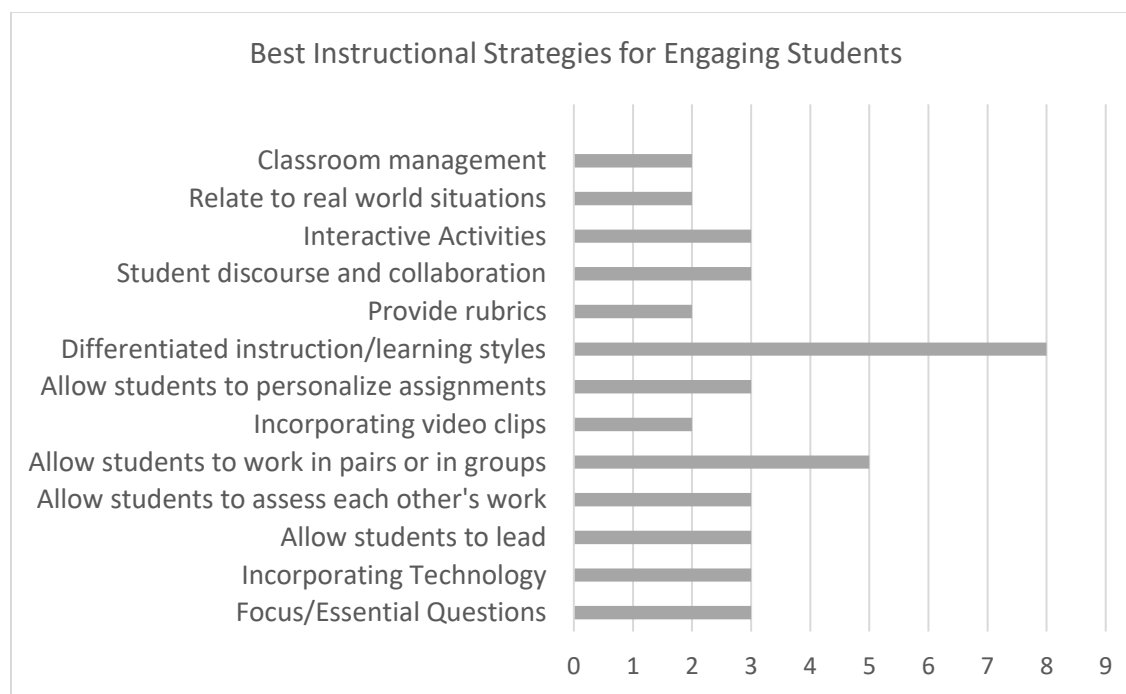 Best Instructional Strategies for Engaging Students
Classroom management
Relate to real world situations
Interactive Activities
Student discourse and collaboration
Provide rubrics
Differentiated instruction/learning styles
Allow students to personalize assignments
Incorporating video clips
Allow students to work in pairs or in groups
Allow students to assess each other's work
Allow students to lead
Incorporating Technology
Focus/Essential Questions
0 1 2 3 4 5 6 7 8 9